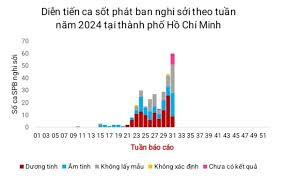 Diễn tiến ca sốt phát ban nghi sởi theo tuần
năm 2024 tại thành phố Hồ Chí Minh
Số ca SPB nghi sởi
70
60
50
40
30
20
10
0
01 03 05 07 09 11 13 15 17 19 21 23 25 27 29 31 33 35 37 39 41 43 45 47 49 51
Tuần báo cáo
Dương tính Âm tính Không lấy mẫu Không xác định Chưa có kết quả